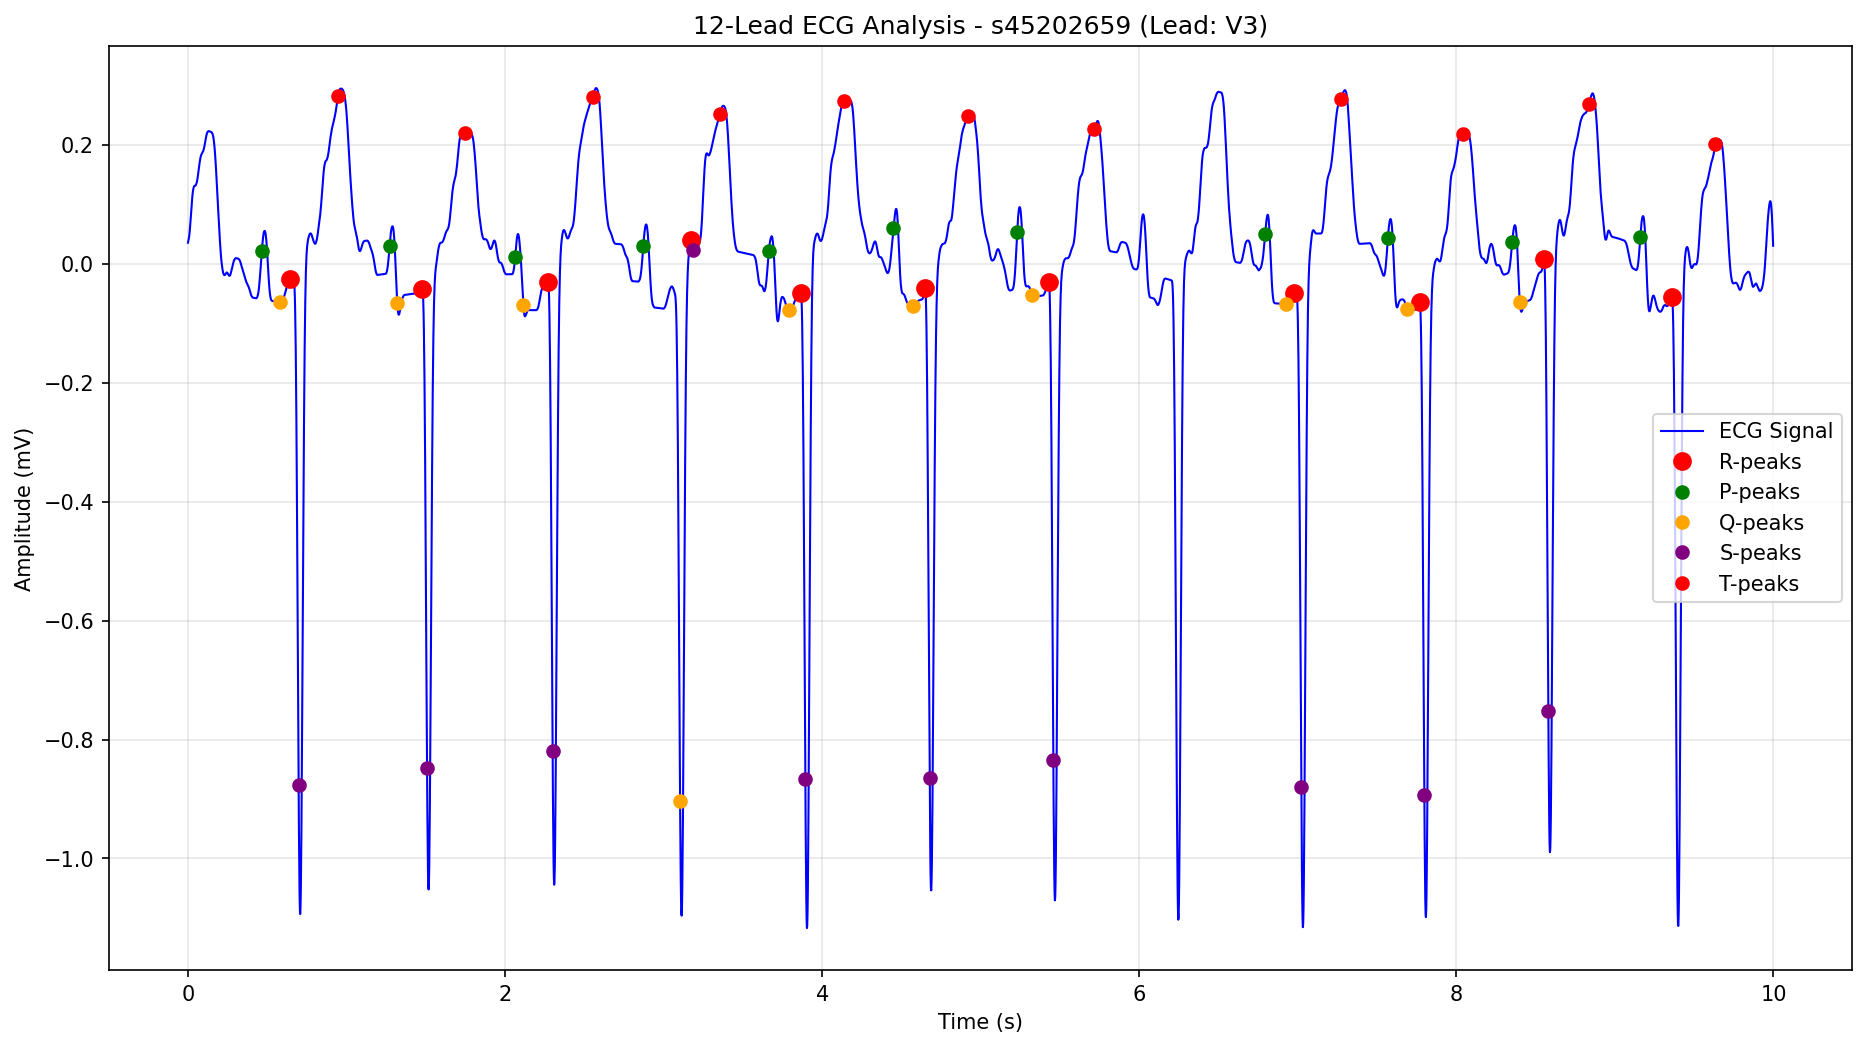 12-Lead ECG Analysis - s45202659 (Lead: V3)
Amplitude (mV)
0.2
0.0
−0.2
−0.4
−0.6
−0.8
−1.0
ECG Signal
R-peaks
P-peaks
Q-peaks
S-peaks
T-peaks
0 2 4 6 8 10
Time (s)